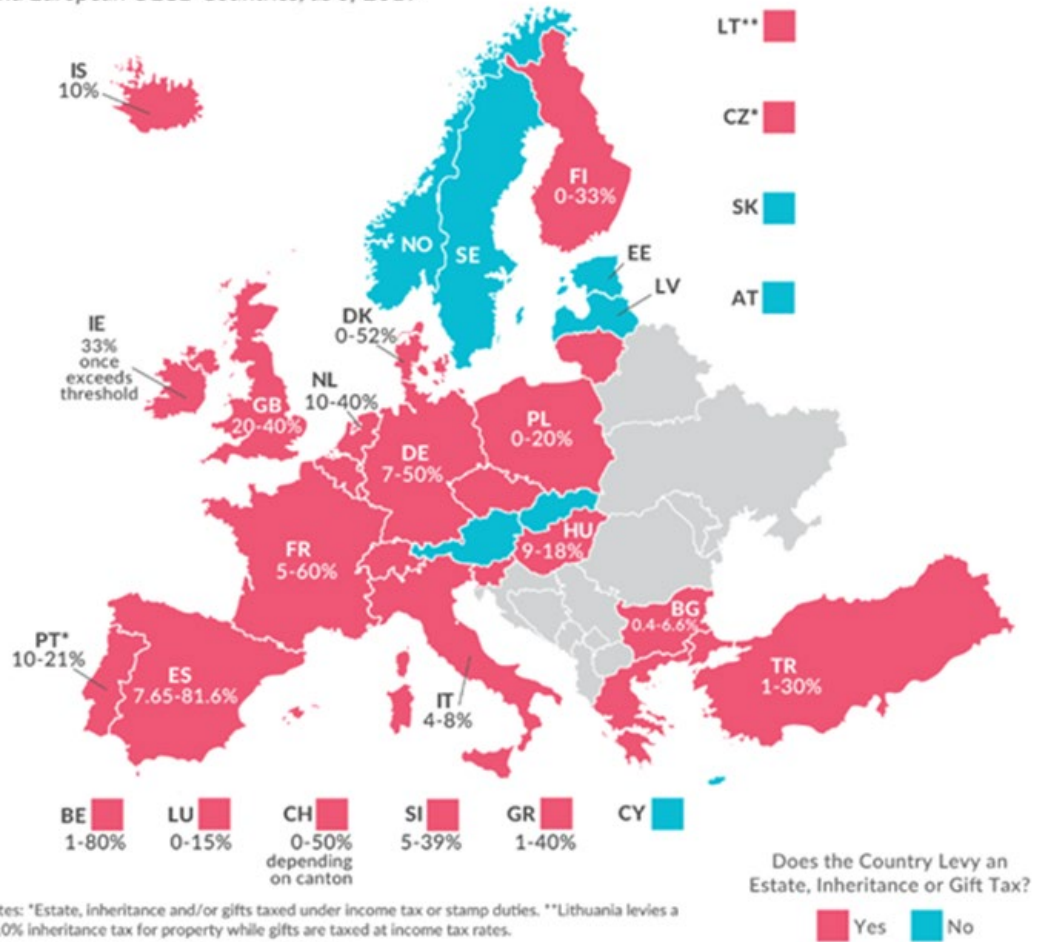 LT**
IS
10%
CZ*
FI
0-33%
SK
NO
SE
EE
LV
AT
DK
0-52%
IE
33%
once
exceeds
threshold
NL
10-40%
GB
20-40%
PL
0-20%
DE
7-50%
HU
9-18%
FR
5-60%
BG
0.4-6.6%
PT*
10-21%
ES
7.65-81.6%
TR
1-30%
IT
4-8%
BE
1-80%
LU
0-15%
CH
0-50%
depending
on canton
SI
5-39%
GR
1-40%
CY
Does the Country Levy an
Estate, Inheritance or Gift Tax?
Yes
No
tes: *Estate, inheritance and/or gifts taxed under income tax or stamp duties. **Lithuania levies a
0% inheritance tax for property while gifts are taxed at income tax rates.